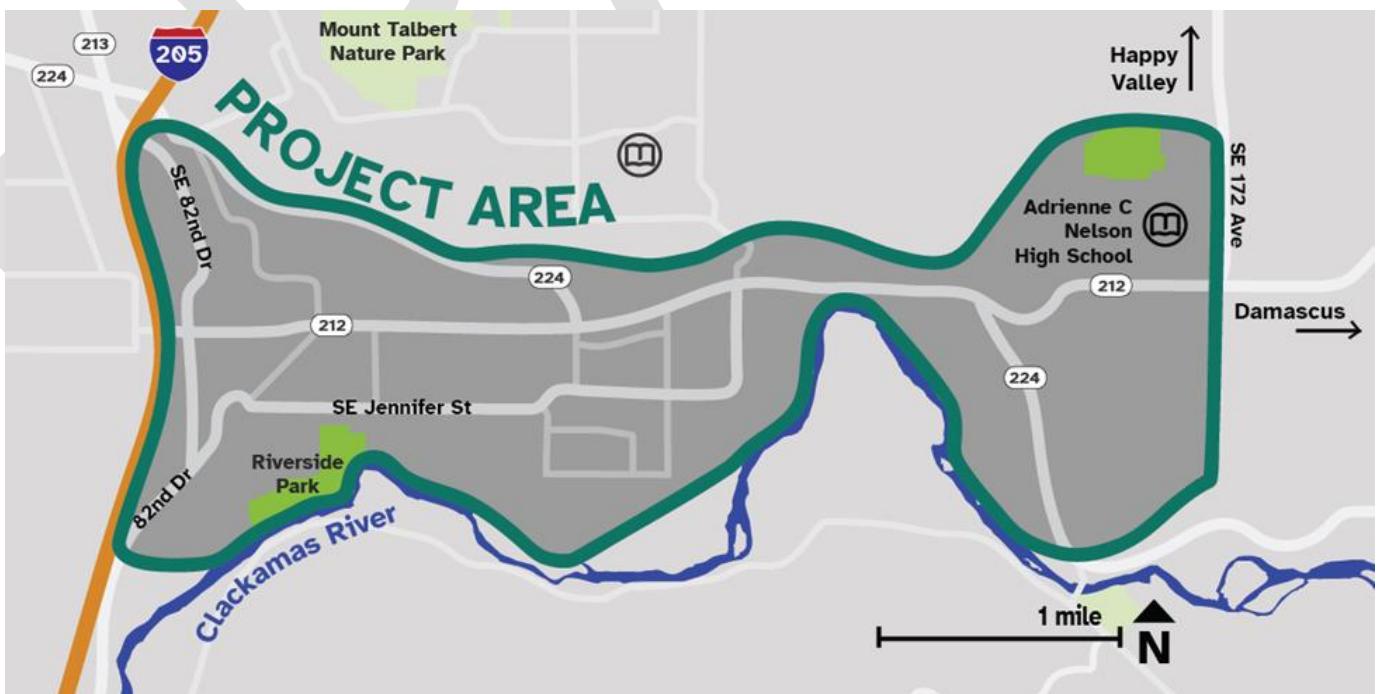 213
205
224
Mount Talbert
Nature Park
Happy
Valley
PROJECT AREA
SE 82nd Dr
SE 172 Ave
Adrienne C
Nelson
High School
224
212
212
Damascus
224
SE Jennifer St
Riverside
Park
82nd Dr
Clackamas River
1 mile
N